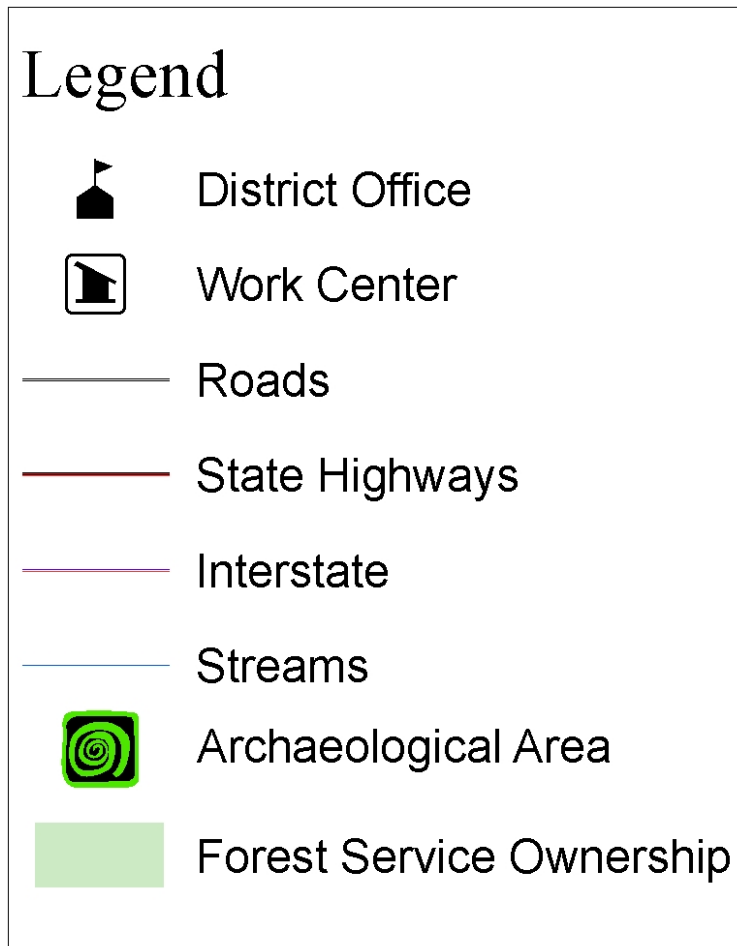 Legend
District Office
Work Center
Roads
State Highways
Interstate
Streams
Archaeological Area
Forest Service Ownership